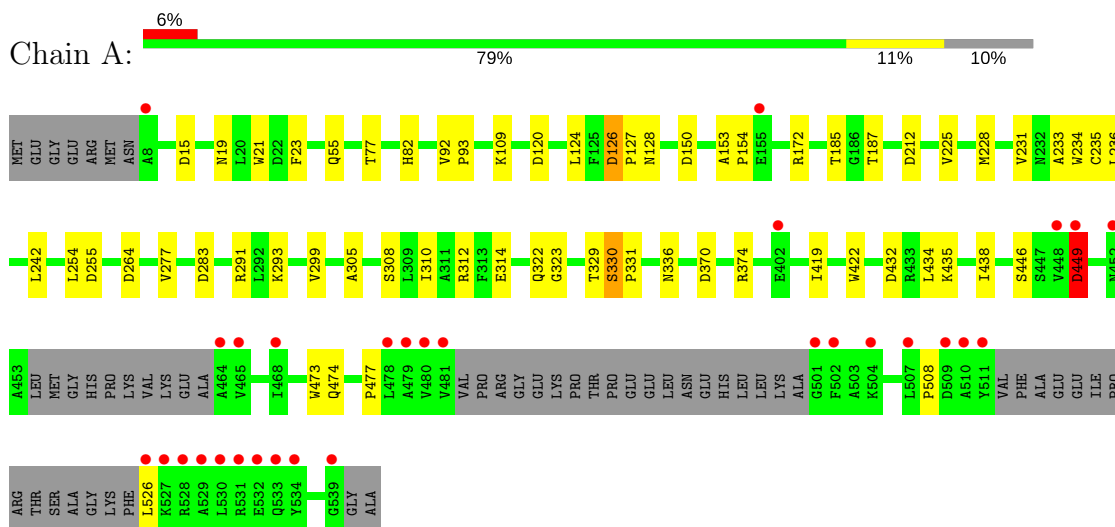 6%
Chain A:
79% 11% 10%
MET GLU GLY GLU ARG MET ASN A8 D15 N19 L20 W21 D22 F23 Q55 T77 H82 V92 P93 K109 D120 L124 F125 D126 P127 N128 D150 A153 P154 E155 R172 T185 G186 T187 D212 V225 M228 V231 N232 A233 W234 C235 L236
L242 L254 D255 D264 V277 D283 R291 L292 K293 V299 A305 S308 L309 I310 A311 R312 F313 E314 Q322 G323 T329 S330 P331 N336 D370 R374 E402 I419 W422 D432 R433 L434 K435 I438 S446 S447 V448 D449 N452
A453 LEU MET GLY HIS PRO LYS VAL LYS GLU ALA A464 V465 I468 W473 Q474 P477 L478 A479 V480 V481 VAL PRO ARG GLY GLU LYS PRO THR PRO GLU GLU LEU ASN GLU HIS LEU LEU LYS ALA G501 F502 A503 K504 L507 P508 D509 A510 Y511 VAL PHE ALA GLU GLU ILE PRO
ARG THR SER ALA GLY LYS PHE L526 K527 R528 A529 L530 R531 E532 Q533 Y534 G539 GLY ALA